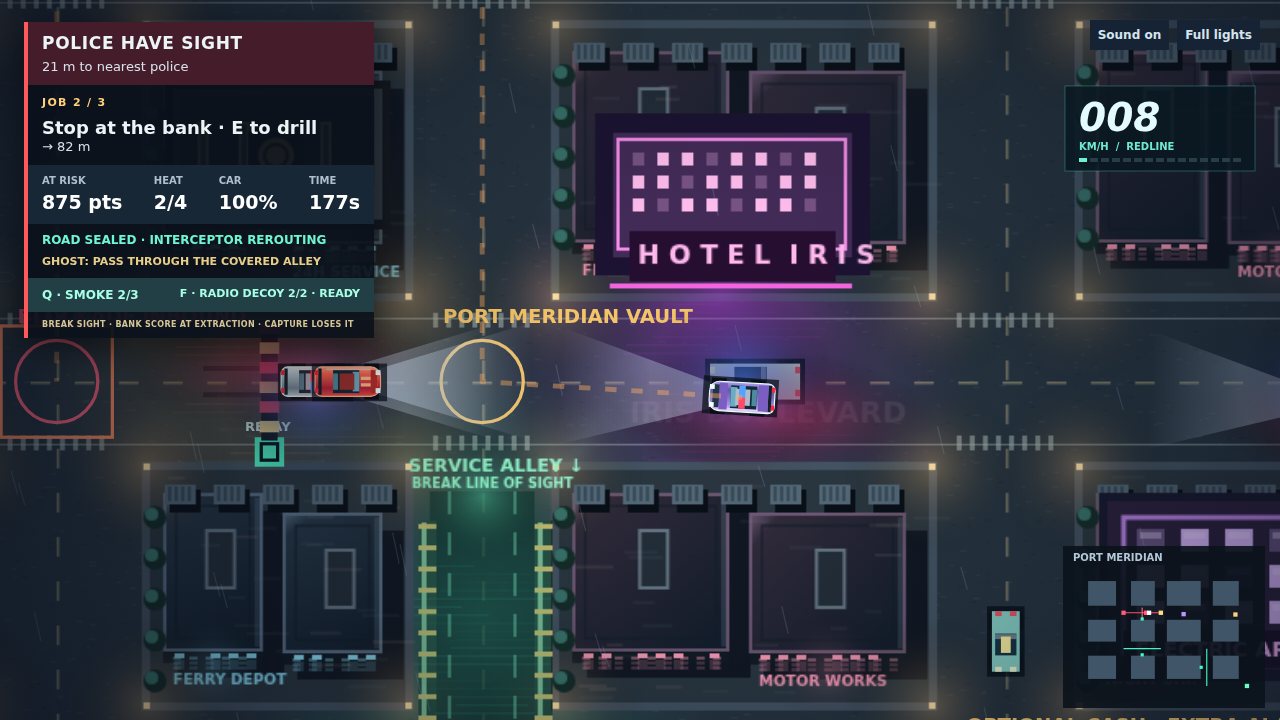 POLICE HAVE SIGHT
21 m to nearest police
JOB 2 / 3
Stop at the bank · E to drill
→ 82 m
AT RISK HEAT CAR TIME
875 pts 2/4 100% 177s
ROAD SEALED · INTERCEPTOR REROUTING
GHOST: PASS THROUGH THE COVERED ALLEY
Q · SMOKE 2/3 F · RADIO DECOY 2/2 · READY
BREAK SIGHT · BANK SCORE AT EXTRACTION · CAPTURE LOSES IT
Sound on Full lights
008
KM/H / REDLINE
SERVICE
HOTEL IRIS
PORT MERIDIAN VAULT
SERVICE ALLEY ↓
BREAK LINE OF SIGHT
FERRY DEPOT
MOTOR WORKS
PORT MERIDIAN